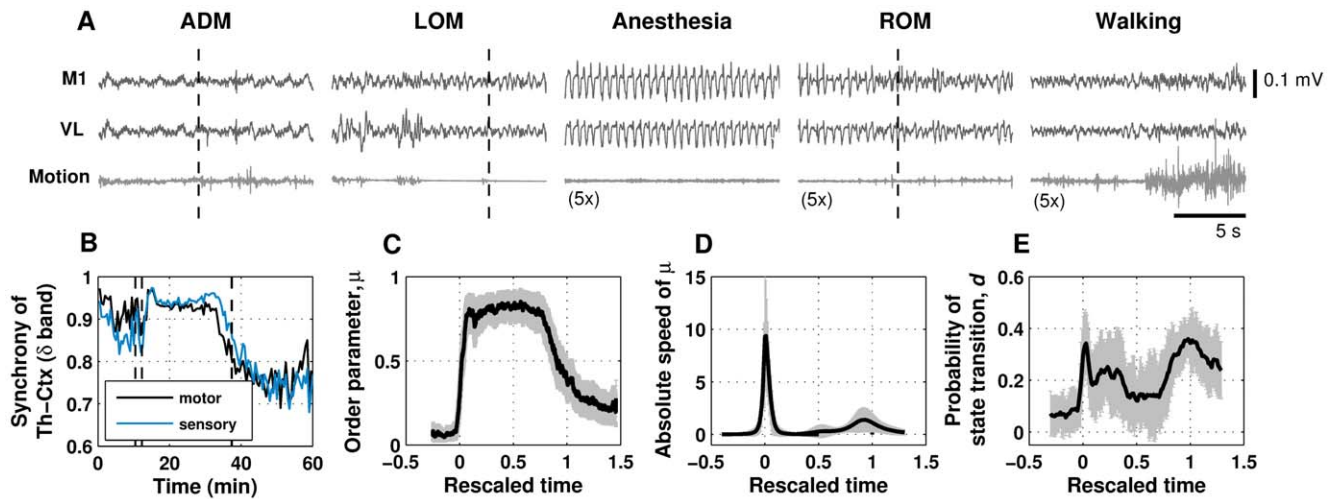 A
ADM
LOM
Anesthesia
ROM
Walking
M1
0.1 mV
VL
Motion
(5x)
(5x)
(5x)
5 s
B
Synchrony of
Th-Ctx (δ band)
1
0.9
0.8
0.7
0.6
motor
sensory
0
20
40
60
Time (min)
C
Order parameter, μ
1
0.5
0
−0.5
0
0.5
1
1.5
Rescaled time
D
Absolute speed of μ
15
10
5
0
−0.5
0
0.5
1
1.5
Rescaled time
E
Probability of
state transition, d
0.6
0.4
0.2
0
−0.5
0
0.5
1
1.5
Rescaled time